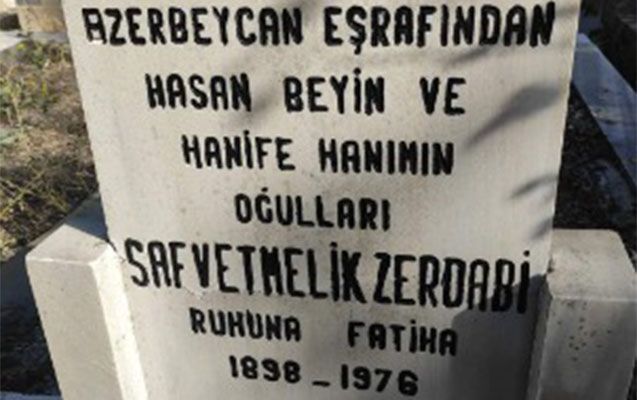 AZERBEYCAN EŞRAFINDAN
HASAN BEYİN VE
HANİFE HANIMIN
OĞULLARI
SAFVETMELİK ZERDABİ
RUHUNA FATİHA
1898-1976